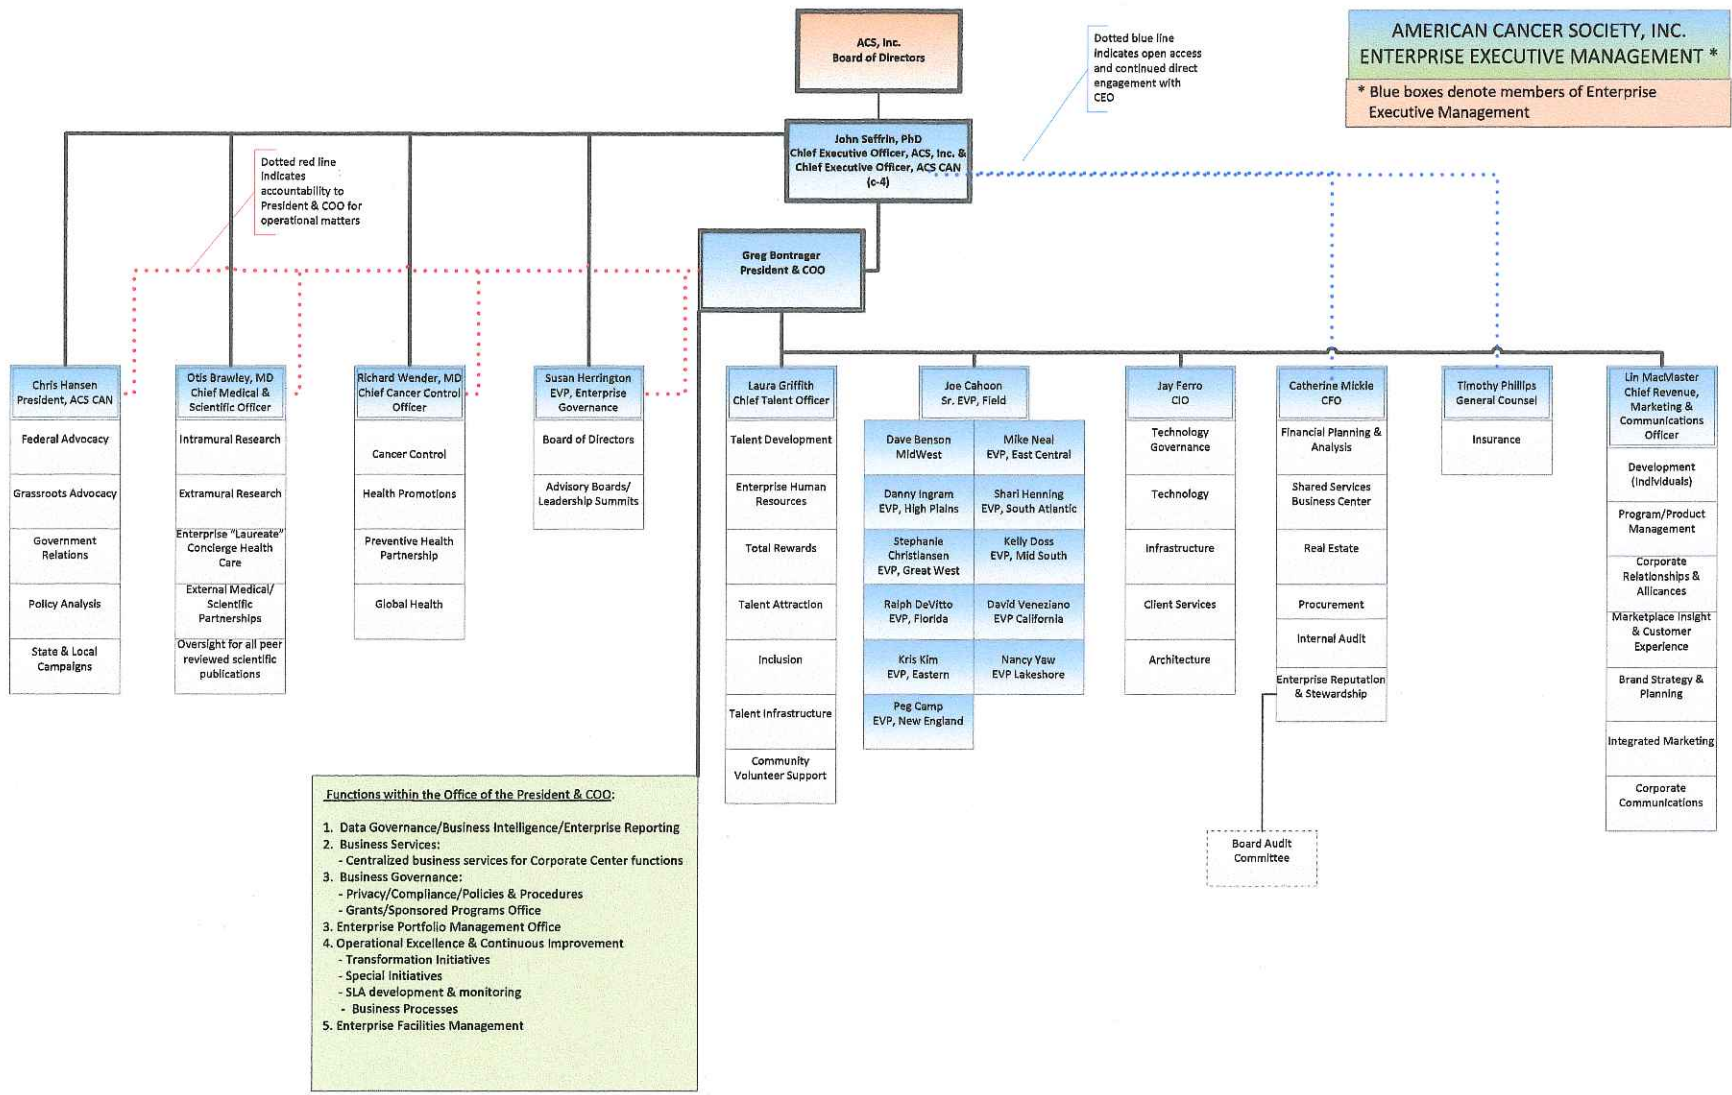 ACS, Inc.
Board of Directors
Dotted blue line
indicates open access
and continued direct
engagement with
CEO
AMERICAN CANCER SOCIETY, INC.
ENTERPRISE EXECUTIVE MANAGEMENT *
* Blue boxes denote members of Enterprise
Executive Management
John Seffrin, PhD
Chief Executive Officer, ACS, Inc. &
Chief Executive Officer, ACS CAN
(c-4)
Dotted red line
indicates
accountability to
President & COO for
operational matters
Greg Bontrager
President & COO
Chris Hansen
President, ACS CAN
Federal Advocacy
Grassroots Advocacy
Government
Relations
Policy Analysis
State & Local
Campaigns
Otis Brawley, MD
Chief Medical &
Scientific Officer
Intramural Research
Extramural Research
Enterprise "Laureate"
Concierge Health
Care
External Medical/
Scientific
Partnerships
Oversight for all peer
reviewed scientific
publications
Richard Wender, MD
Chief Cancer Control
Officer
Cancer Control
Health Promotions
Preventive Health
Partnership
Global Health
Susan Herrington
EVP, Enterprise
Governance
Board of Directors
Advisory Boards/
Leadership Summits
Laura Griffith
Chief Talent Officer
Talent Development
Enterprise Human
Resources
Total Rewards
Talent Attraction
Inclusion
Talent Infrastructure
Community
Volunteer Support
Joe Cahoon
Sr. EVP, Field
Dave Benson
MidWest
Mike Neal
EVP, East Central
Danny Ingram
EVP, High Plains
Shari Henning
EVP, South Atlantic
Stephanie
Christiansen
EVP, Great West
Kelly Doss
EVP, Mid South
Ralph DeVitto
EVP, Florida
David Veneziano
EVP California
Kris Kim
EVP, Eastern
Nancy Yaw
EVP Lakeshore
Peg Camp
EVP, New England
Jay Ferro
CIO
Technology
Governance
Technology
Infrastructure
Client Services
Architecture
Catherine Mickle
CFO
Financial Planning &
Analysis
Shared Services
Business Center
Real Estate
Procurement
Internal Audit
Enterprise Reputation
& Stewardship
Board Audit
Committee
Timothy Phillips
General Counsel
Insurance
Lin MacMaster
Chief Revenue,
Marketing &
Communications
Officer
Development
(Individuals)
Program/Product
Management
Corporate
Relationships &
Allicances
Marketplace Insight
& Customer
Experience
Brand Strategy &
Planning
Integrated Marketing
Corporate
Communications
Functions within the Office of the President & COO:
1. Data Governance/Business Intelligence/Enterprise Reporting
2. Business Services:
- Centralized business services for Corporate Center functions
3. Business Governance:
- Privacy/Compliance/Policies & Procedures
- Grants/Sponsored Programs Office
3. Enterprise Portfolio Management Office
4. Operational Excellence & Continuous Improvement
- Transformation Initiatives
- Special Initiatives
- SLA development & monitoring
- Business Processes
5. Enterprise Facilities Management